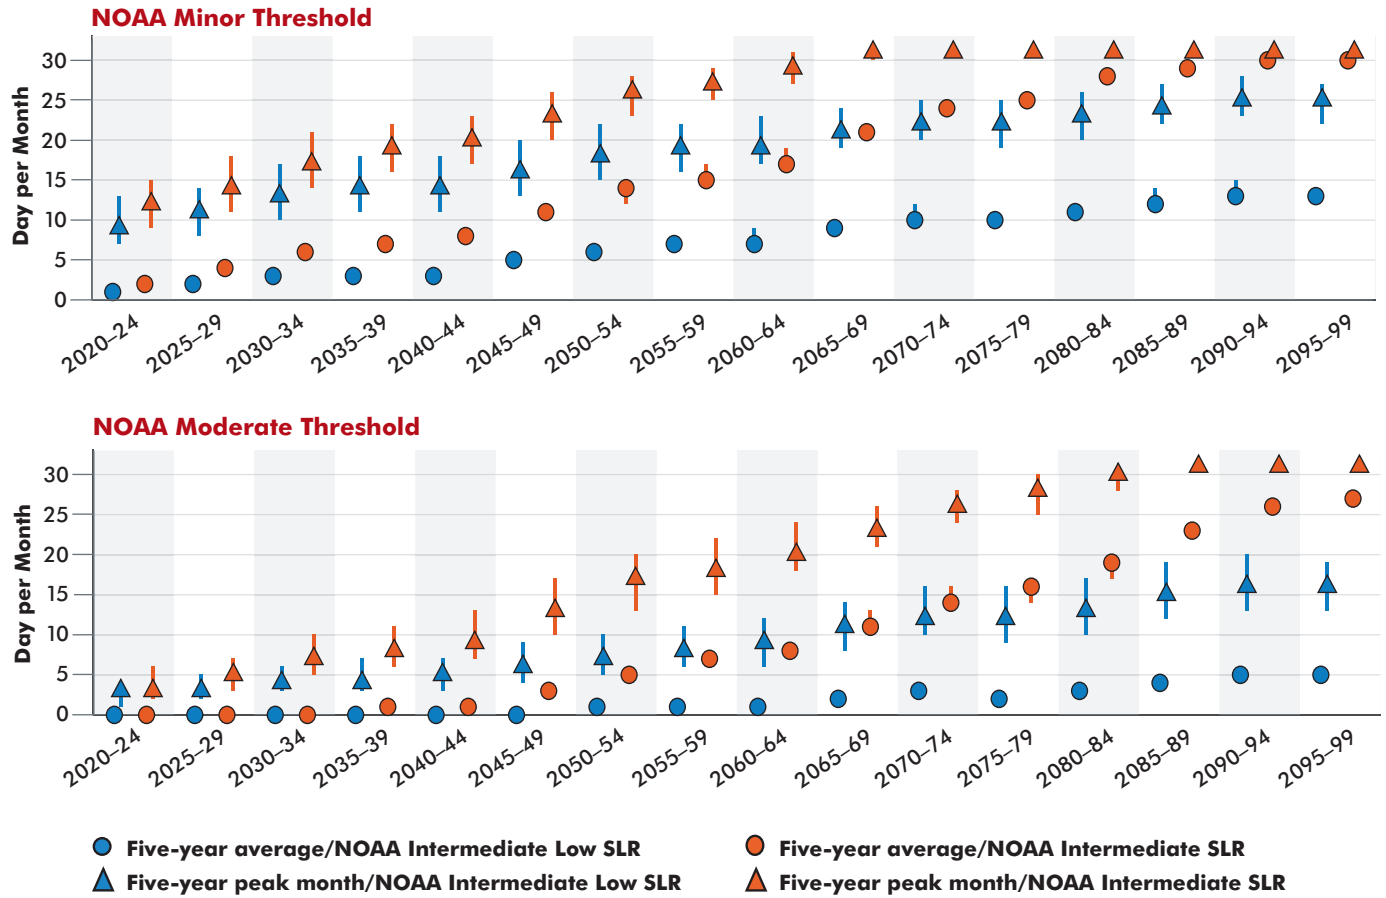 NOAA Minor Threshold
Day per Month
30
25
20
15
10
5
0
2020–24 2025–29 2030–34 2035–39 2040–44 2045–49 2050–54 2055–59 2060–64 2065–69 2070–74 2075–79 2080–84 2085–89 2090–94 2095–99
NOAA Moderate Threshold
Day per Month
30
25
20
15
10
5
0
2020–24 2025–29 2030–34 2035–39 2040–44 2045–49 2050–54 2055–59 2060–64 2065–69 2070–74 2075–79 2080–84 2085–89 2090–94 2095–99
Five-year average/NOAA Intermediate Low SLR
Five-year average/NOAA Intermediate SLR
Five-year peak month/NOAA Intermediate Low SLR
Five-year peak month/NOAA Intermediate SLR